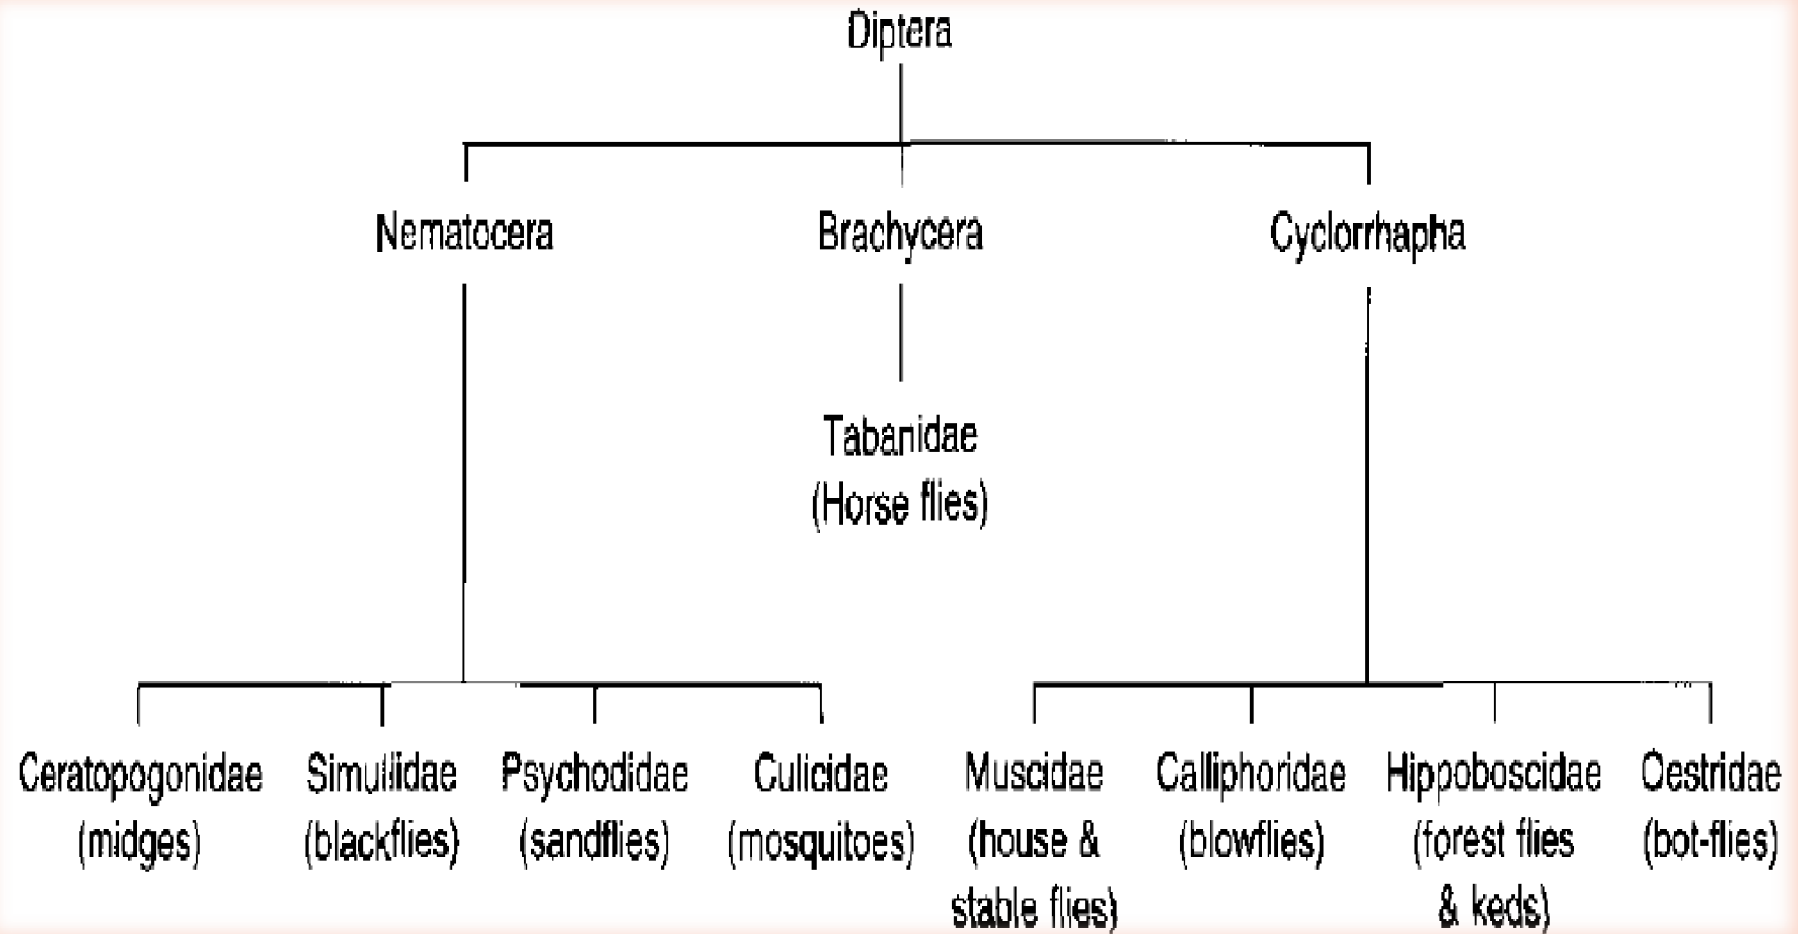 Diptera
Nematocera
Brachycera
Cyclorrhapha
Tabanidae
(Horse flies)
Ceratopogonidae
(midges)
Simuliidae
(blackflies)
Psychodidae
(sandflies)
Culicidae
(mosquitoes)
Muscidae
(house &
stable flies)
Calliphoridae
(blowflies)
Hippoboscidae
(forest flies
& keds)
Oestridae
(bot-flies)